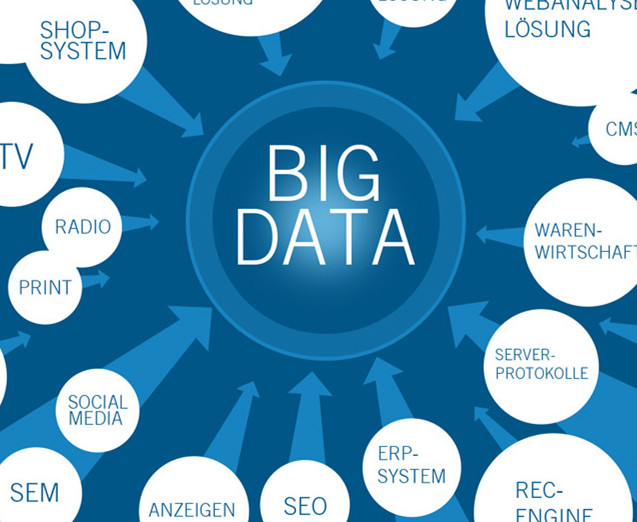 LÖSUNG
LÖSUNG
WEBANALYSE
LÖSUNG
SHOP-
SYSTEM
CMS
TV
BIG
DATA
RADIO
WAREN-
WIRTSCHAFT
PRINT
SERVER-
PROTOKOLLE
SOCIAL
MEDIA
ERP-
SYSTEM
SEM
REC-
ENGINE
ANZEIGEN
SEO